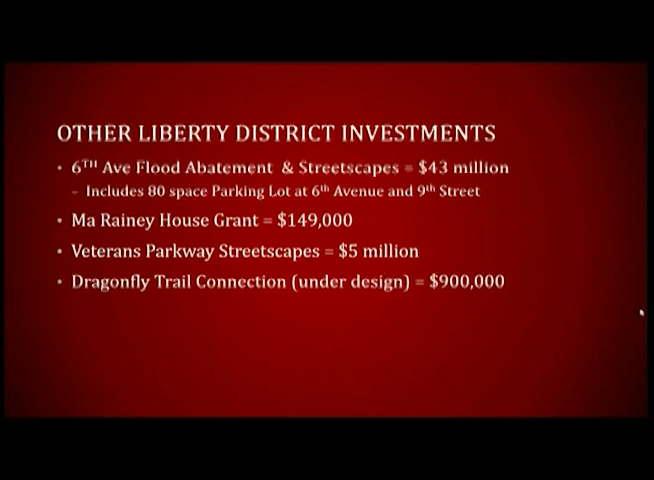 OTHER LIBERTY DISTRICT INVESTMENTS
• 6TH Ave Flood Abatement & Streetscapes = $43 million
– Includes 80 space Parking Lot at 6th Avenue and 9th Street
• Ma Rainey House Grant = $149,000
• Veterans Parkway Streetscapes = $5 million
• Dragonfly Trail Connection (under design) = $900,000